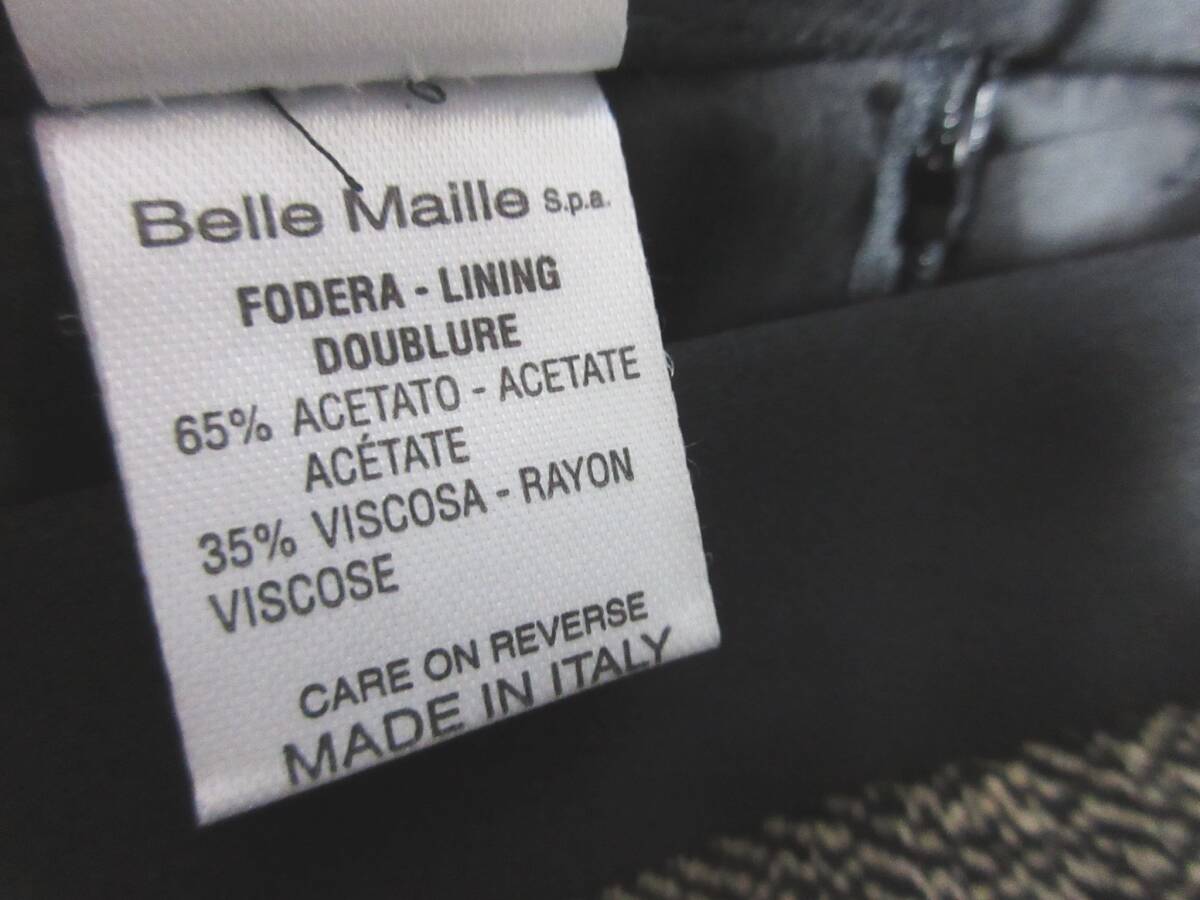 Belle Maille S.p.a.
FODERA - LINING
DOUBLURE
65% ACETATO - ACETATE
ACÉTATE
35% VISCOSA - RAYON
VISCOSE
CARE ON REVERSE
MADE IN ITALY